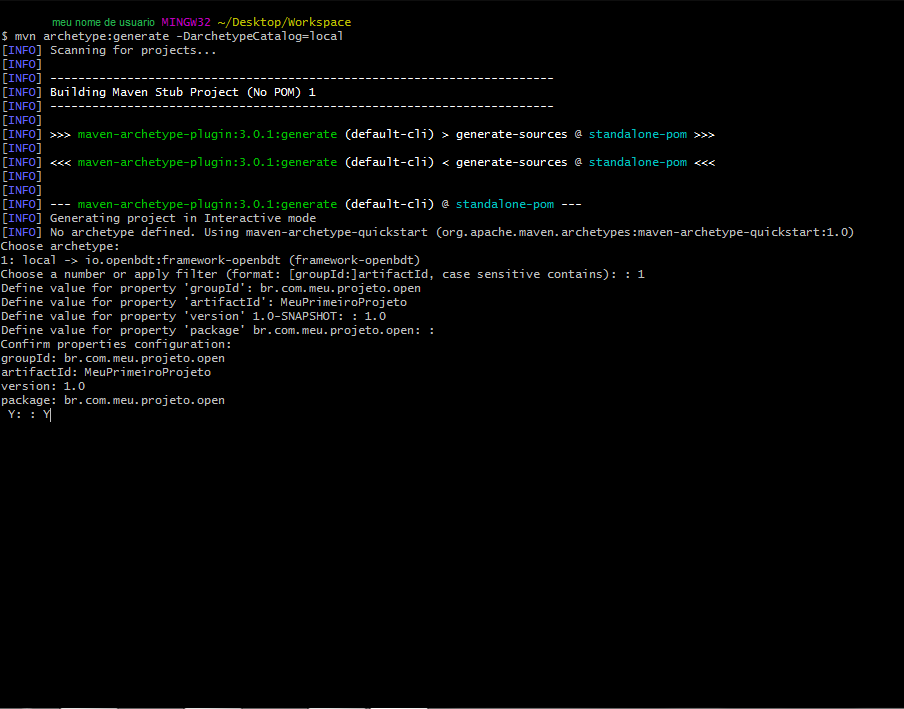 meu nome de usuario MINGW32 ~/Desktop/Workspace
$ mvn archetype:generate -DarchetypeCatalog=local
[INFO] Scanning for projects...
[INFO]
[INFO] ------------------------------------------------------------------------
[INFO] Building Maven Stub Project (No POM) 1
[INFO] ------------------------------------------------------------------------
[INFO]
[INFO] >>> maven-archetype-plugin:3.0.1:generate (default-cli) > generate-sources @ standalone-pom >>>
[INFO]
[INFO] <<< maven-archetype-plugin:3.0.1:generate (default-cli) < generate-sources @ standalone-pom <<<
[INFO]
[INFO]
[INFO] --- maven-archetype-plugin:3.0.1:generate (default-cli) @ standalone-pom ---
[INFO] Generating project in Interactive mode
[INFO] No archetype defined. Using maven-archetype-quickstart (org.apache.maven.archetypes:maven-archetype-quickstart:1.0)
Choose archetype:
1: local -> io.openbdt:framework-openbdt (framework-openbdt)
Choose a number or apply filter (format: [groupId:]artifactId, case sensitive contains): : 1
Define value for property 'groupId': br.com.meu.projeto.open
Define value for property 'artifactId': MeuPrimeiroProjeto
Define value for property 'version' 1.0-SNAPSHOT: : 1.0
Define value for property 'package' br.com.meu.projeto.open: :
Confirm properties configuration:
groupId: br.com.meu.projeto.open
artifactId: MeuPrimeiroProjeto
version: 1.0
package: br.com.meu.projeto.open
Y: : Y